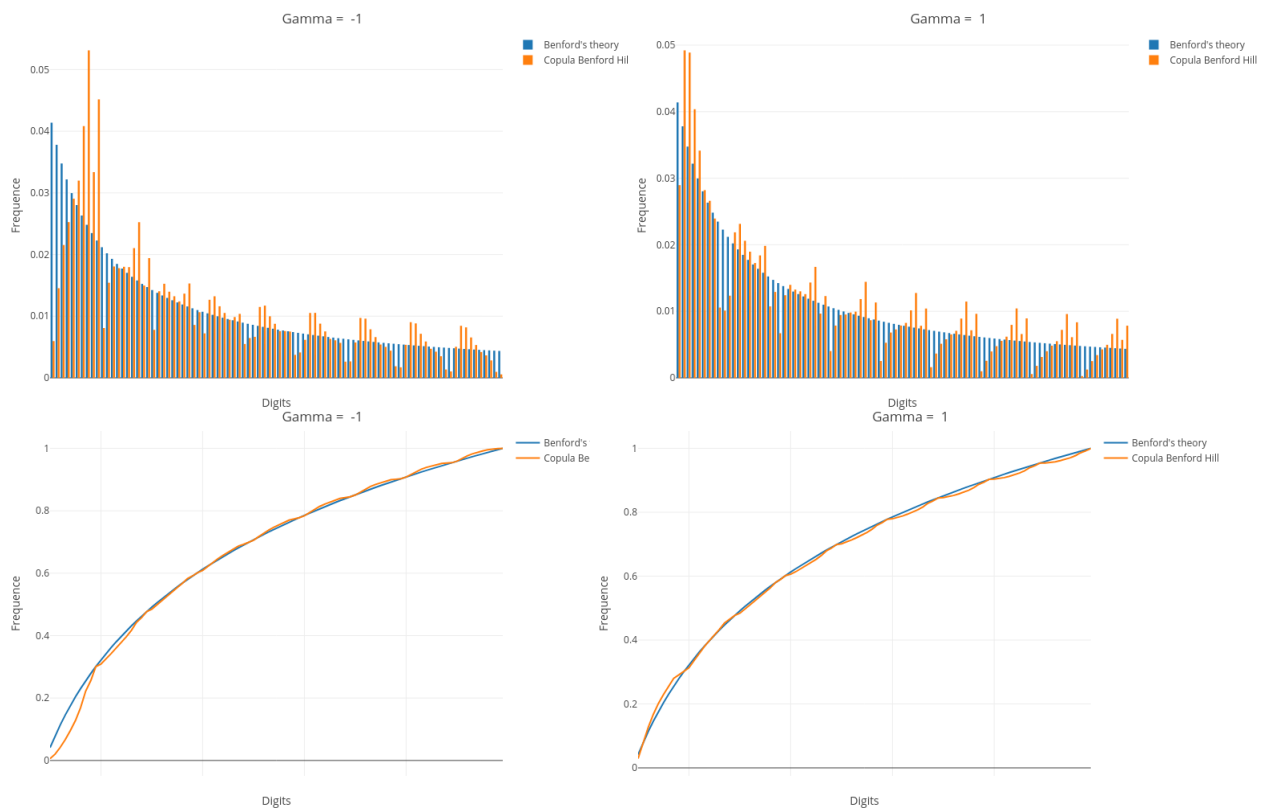 Gamma = -1
Benford's theory
Copula Benford Hil
0.05
0.04
0.03
0.02
0.01
0
Frequence
Digits
Gamma = 1
Benford's theory
Copula Benford Hill
0.05
0.04
0.03
0.02
0.01
0
Frequence
Digits
Gamma = -1
Benford's
Copula Be
1
0.8
0.6
0.4
0.2
0
Frequence
Digits
Gamma = 1
Benford's theory
Copula Benford Hill
1
0.8
0.6
0.4
0.2
0
Frequence
Digits